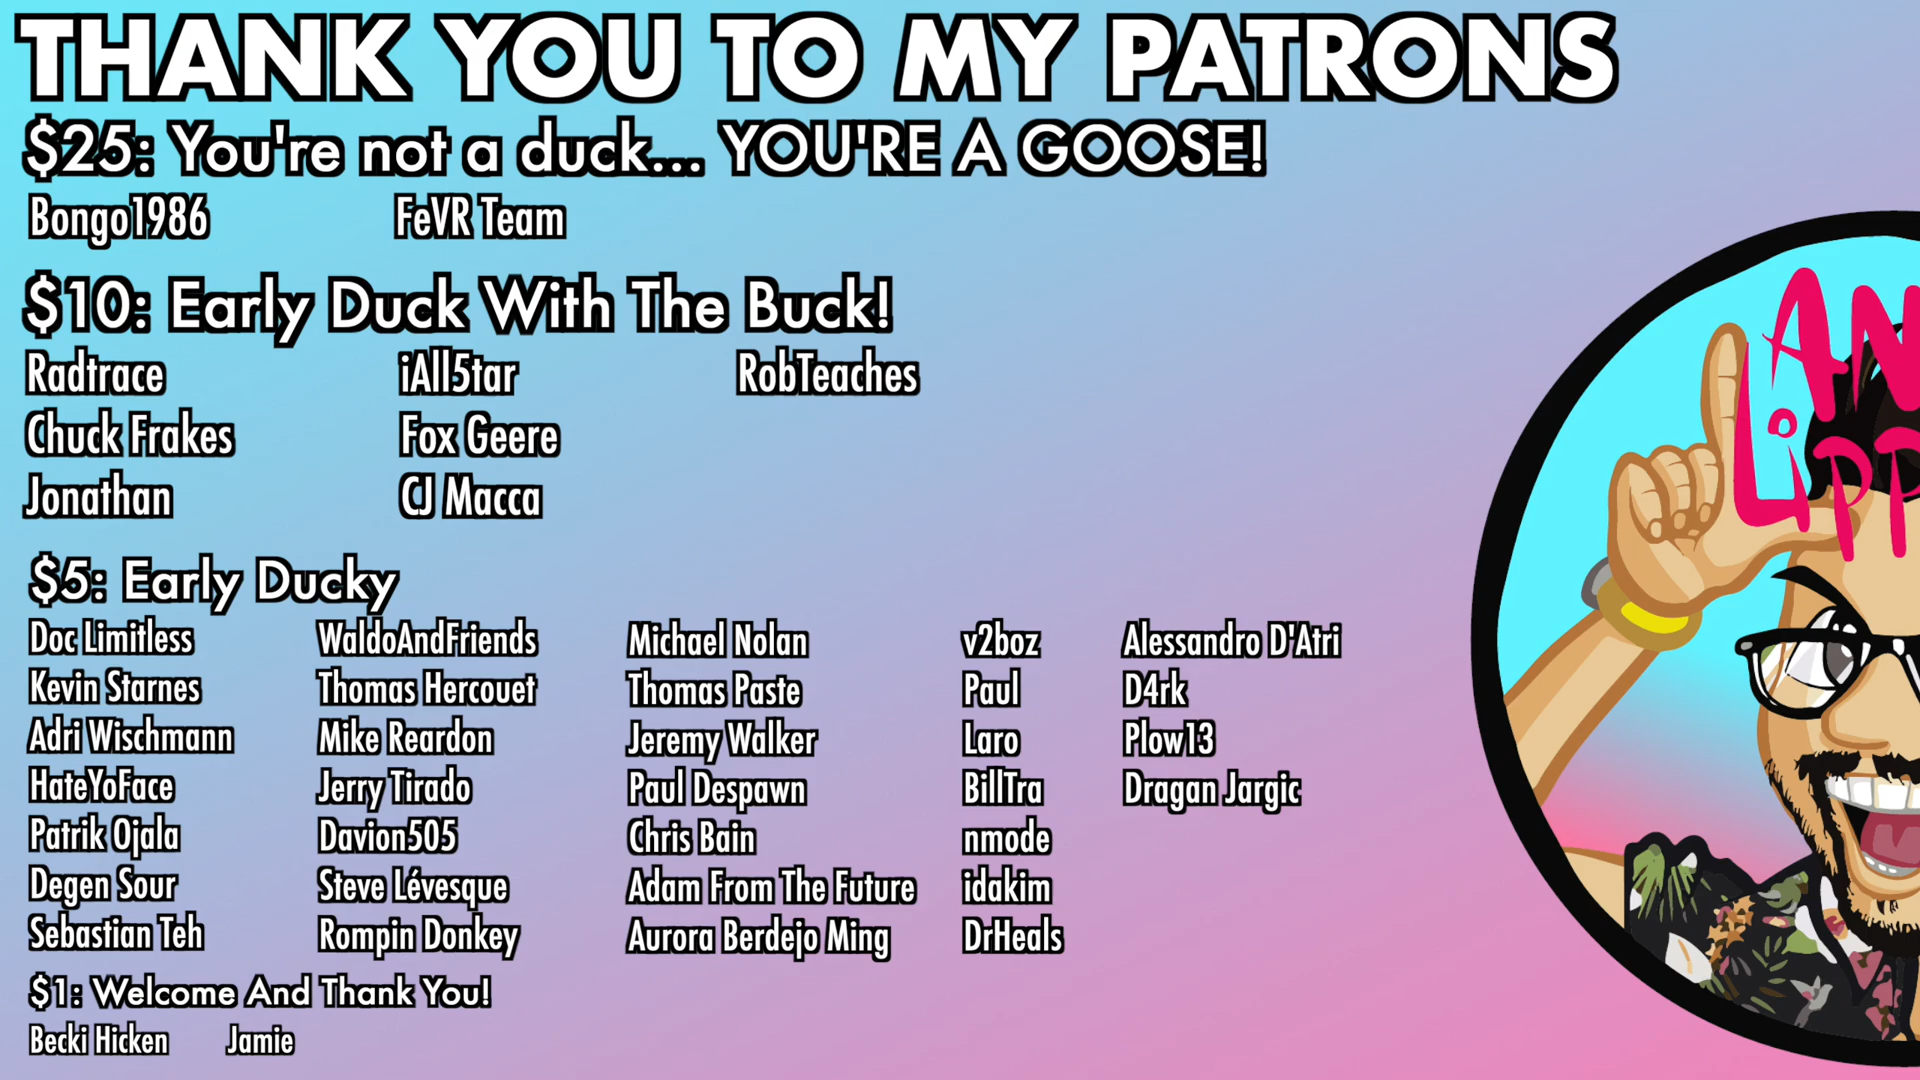 THANK YOU TO MY PATRONS
$25: You're not a duck... YOU'RE A GOOSE!
Bongo1986 FeVR Team
$10: Early Duck With The Buck!
Radtrace iAll5tar RobTeaches
Chuck Frakes Fox Geere
Jonathan CJ Macca
$5: Early Ducky
Doc Limitless WaldoAndFriends Michael Nolan v2boz Alessandro D'Atri
Kevin Starnes Thomas Hercouet Thomas Paste Paul D4rk
Adri Wischmann Mike Reardon Jeremy Walker Laro Plow13
HateYoFace Jerry Tirado Paul Despawn BillTra Dragan Jargic
Patrik Ojala Davion505 Chris Bain nmode
Degen Sour Steve Lévesque Adam From The Future idakim
Sebastian Teh Rompin Donkey Aurora Berdejo Ming DrHeals
$1: Welcome And Thank You!
Becki Hicken Jamie